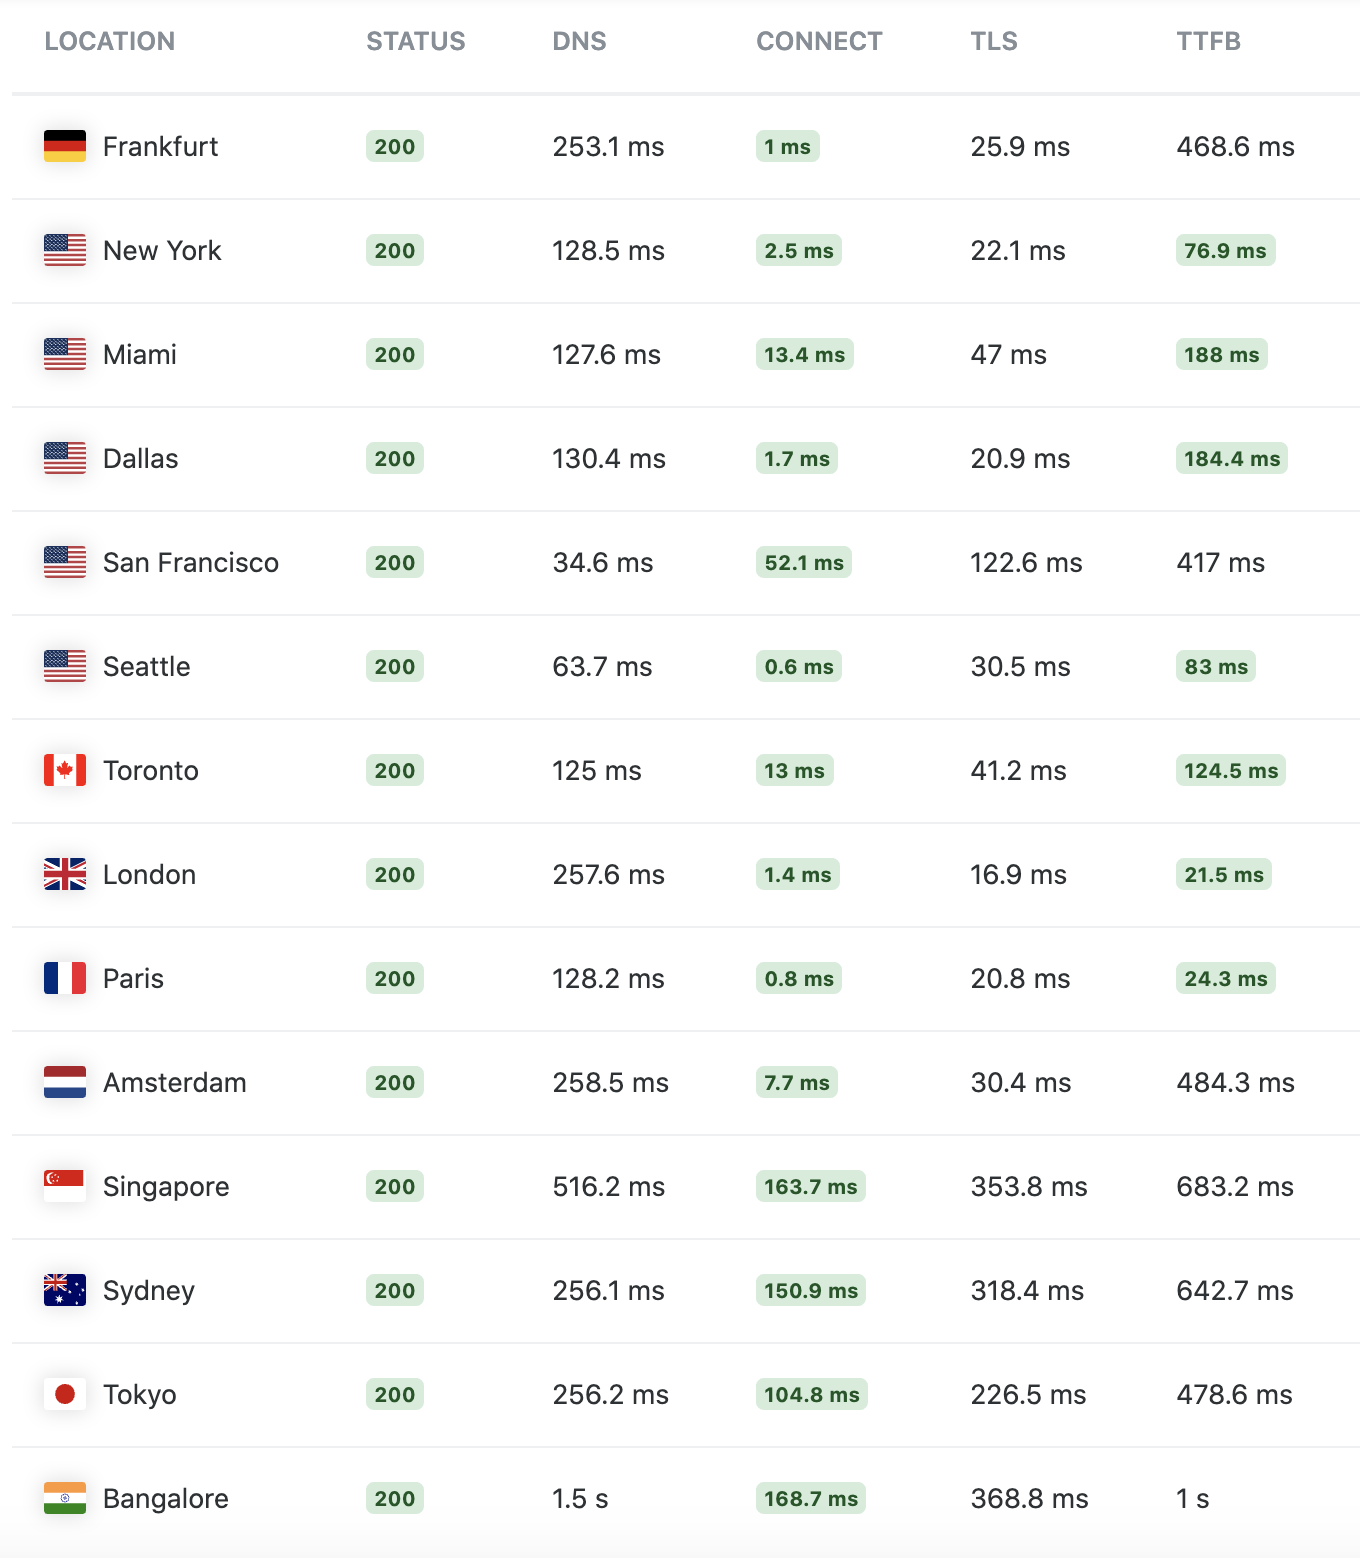 LOCATION STATUS DNS CONNECT TLS TTFB
Frankfurt 200 253.1 ms 1 ms 25.9 ms 468.6 ms
New York 200 128.5 ms 2.5 ms 22.1 ms 76.9 ms
Miami 200 127.6 ms 13.4 ms 47 ms 188 ms
Dallas 200 130.4 ms 1.7 ms 20.9 ms 184.4 ms
San Francisco 200 34.6 ms 52.1 ms 122.6 ms 417 ms
Seattle 200 63.7 ms 0.6 ms 30.5 ms 83 ms
Toronto 200 125 ms 13 ms 41.2 ms 124.5 ms
London 200 257.6 ms 1.4 ms 16.9 ms 21.5 ms
Paris 200 128.2 ms 0.8 ms 20.8 ms 24.3 ms
Amsterdam 200 258.5 ms 7.7 ms 30.4 ms 484.3 ms
Singapore 200 516.2 ms 163.7 ms 353.8 ms 683.2 ms
Sydney 200 256.1 ms 150.9 ms 318.4 ms 642.7 ms
Tokyo 200 256.2 ms 104.8 ms 226.5 ms 478.6 ms
Bangalore 200 1.5 s 168.7 ms 368.8 ms 1 s